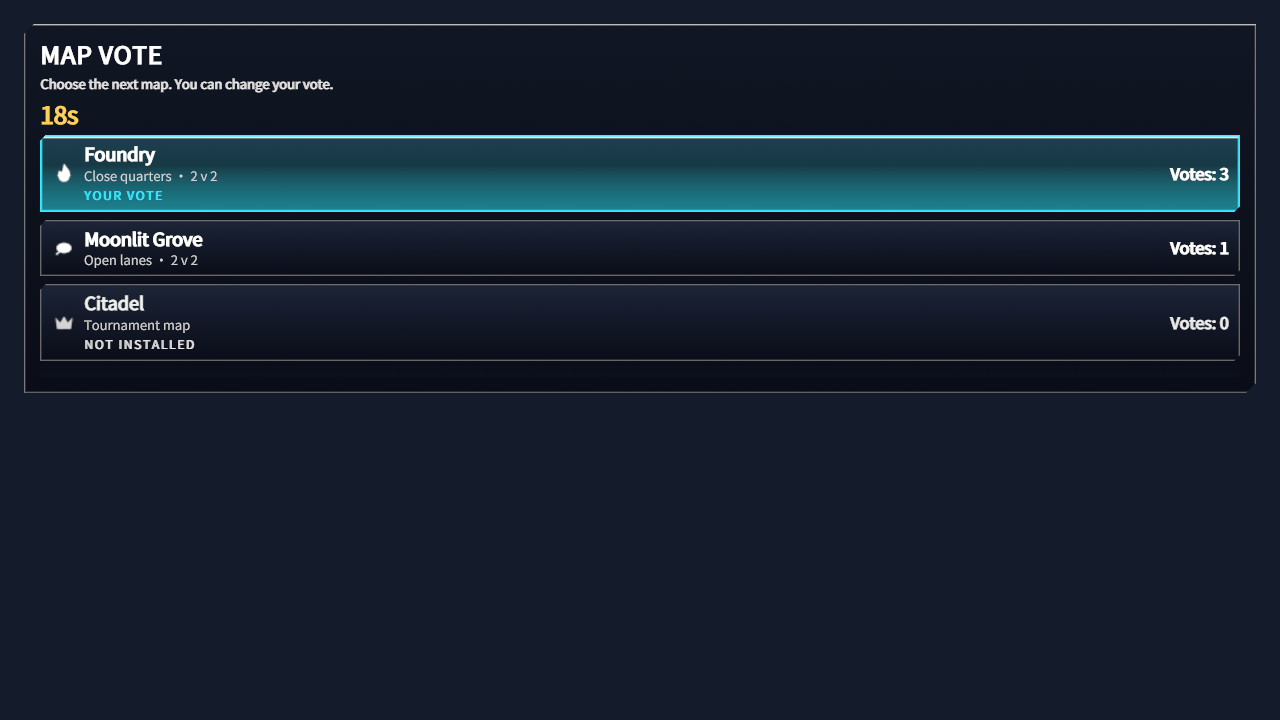 MAP VOTE
Choose the next map. You can change your vote.
18s
Foundry
Close quarters • 2 v 2
YOUR VOTE
Votes: 3
Moonlit Grove
Open lanes • 2 v 2
Votes: 1
Citadel
Tournament map
NOT INSTALLED
Votes: 0